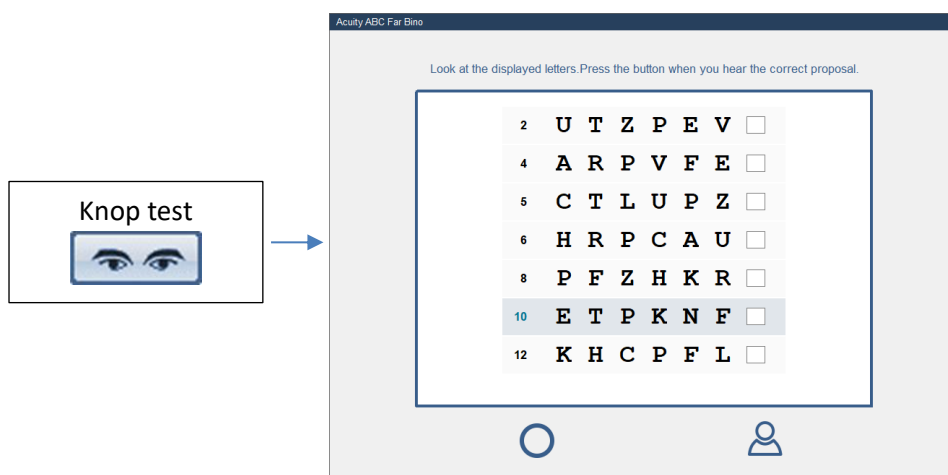 Acuity ABC Far Bino
Look at the displayed letters.Press the button when you hear the correct proposal.
Knop test
2 U T Z P E V
4 A R P V F E
5 C T L U P Z
6 H R P C A U
8 P F Z H K R
10 E T P K N F
12 K H C P F L